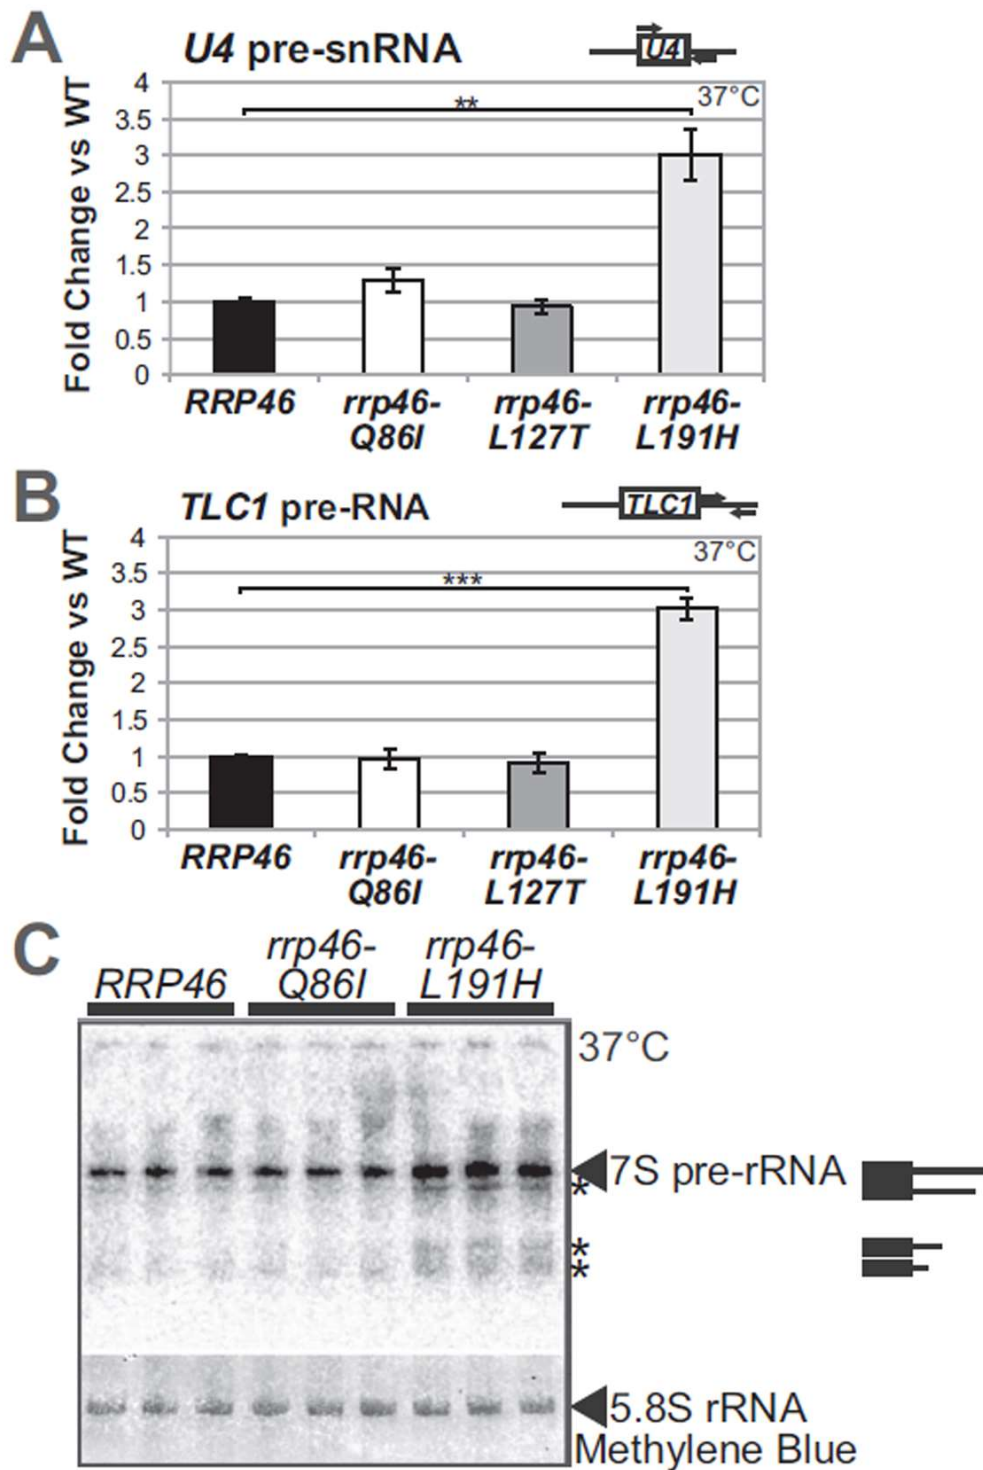 A
U4 pre-snRNA
U4
Fold Change vs WT
4
3.5
3
2.5
2
1.5
1
0.5
0
37°C
**
RRP46
rrp46-
Q86I
rrp46-
L127T
rrp46-
L191H
B
TLC1 pre-RNA
TLC1
Fold Change vs WT
4
3.5
3
2.5
2
1.5
1
0.5
0
37°C
***
RRP46
rrp46-
Q86I
rrp46-
L127T
rrp46-
L191H
C
RRP46
rrp46-
Q86I
rrp46-
L191H
37°C
7S pre-rRNA
*
*
*
5.8S rRNA
Methylene Blue